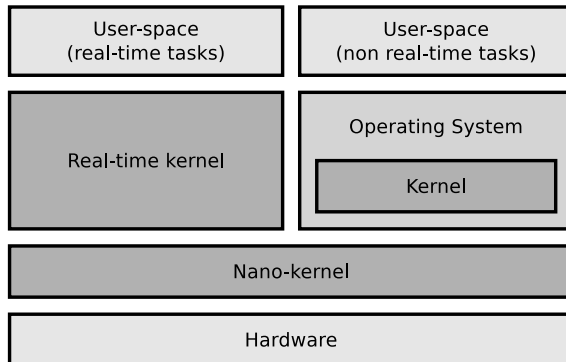 User-space
(real-time tasks)
User-space
(non real-time tasks)
Real-time kernel
Operating System
Kernel
Nano-kernel
Hardware